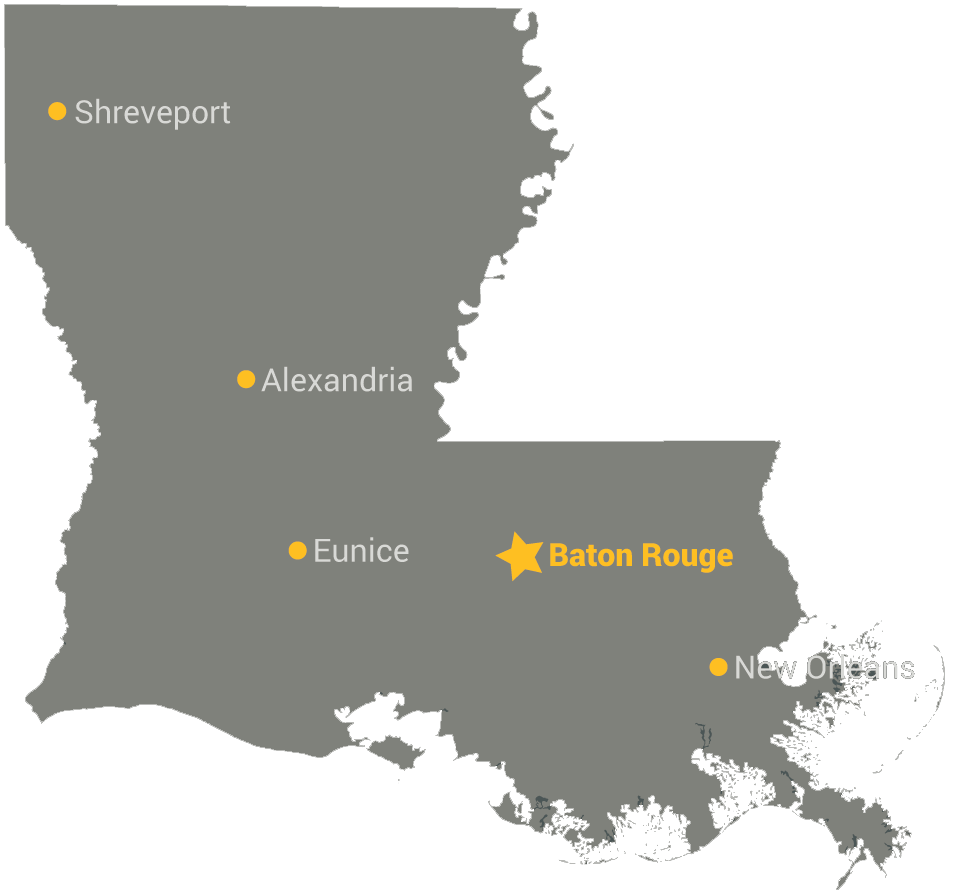 Shreveport
Alexandria
Eunice
Baton Rouge
New Orleans